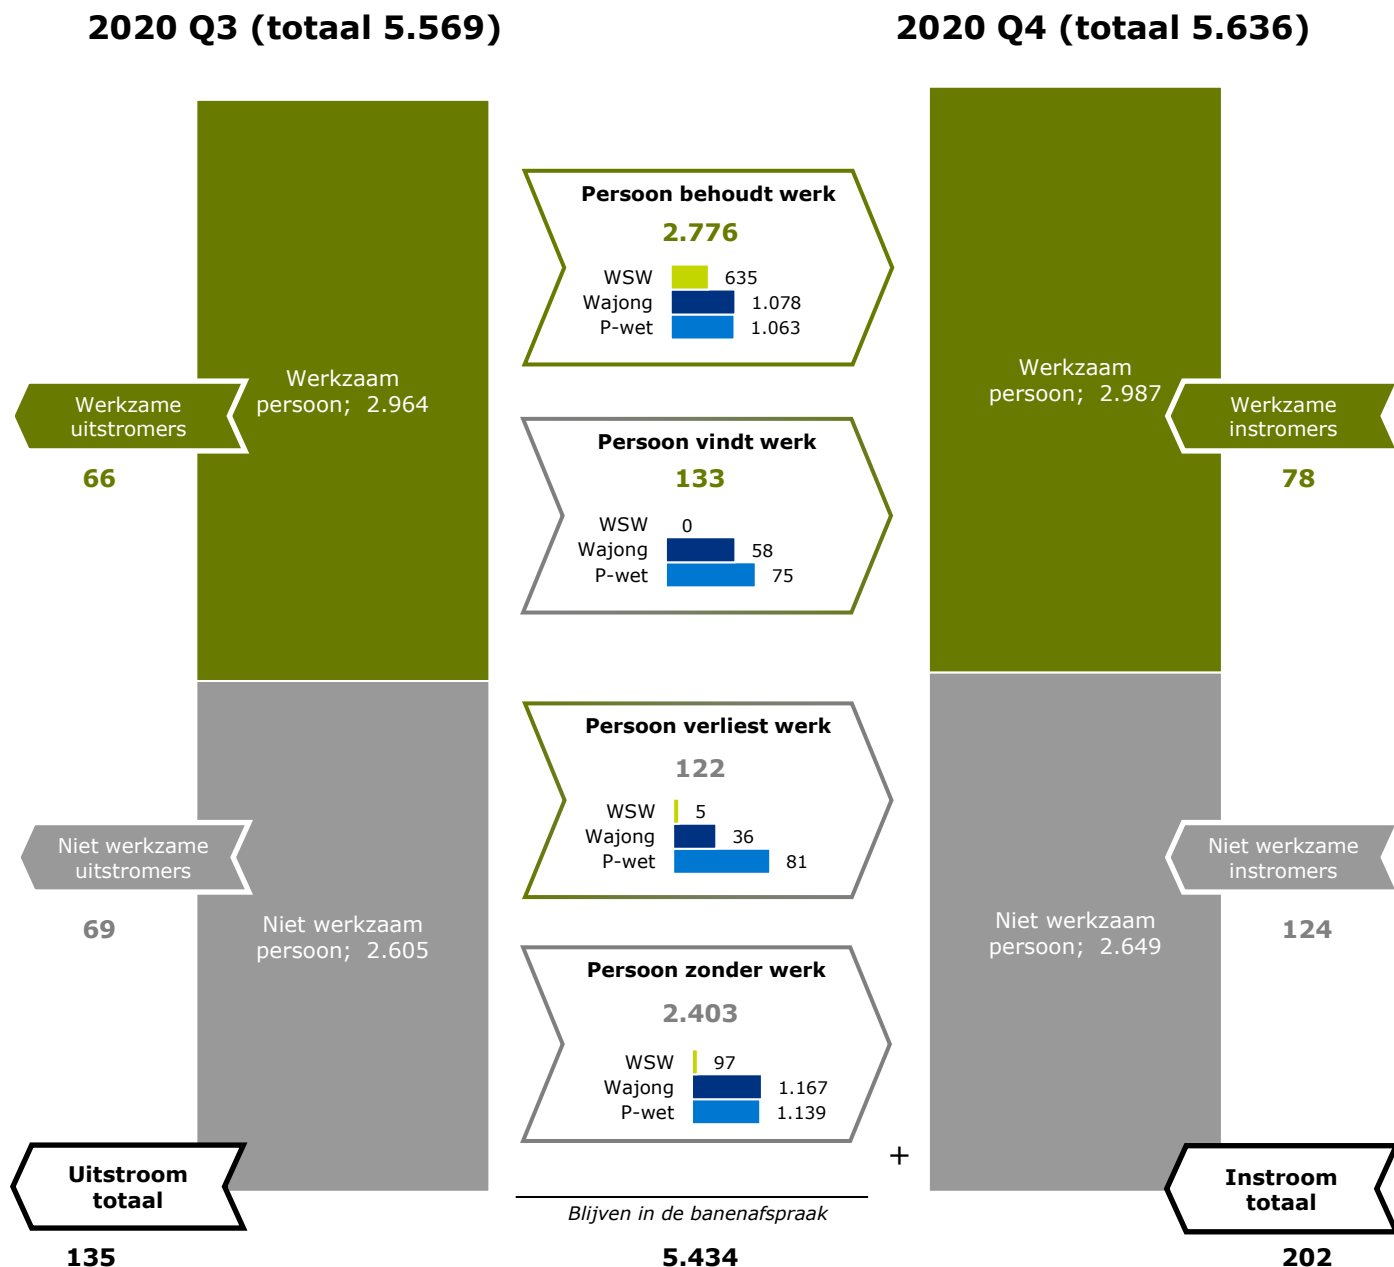 2020 Q3 (totaal 5.569)
2020 Q4 (totaal 5.636)
Werkzaam
persoon; 2.964
Werkzame
uitstromers
66
Niet werkzaam
persoon; 2.605
Niet werkzame
uitstromers
69
Uitstroom
totaal
135
Persoon behoudt werk
2.776
WSW 635
Wajong 1.078
P-wet 1.063
Persoon vindt werk
133
WSW 0
Wajong 58
P-wet 75
Persoon verliest werk
122
WSW 5
Wajong 36
P-wet 81
Persoon zonder werk
2.403
WSW 97
Wajong 1.167
P-wet 1.139
+
Blijven in de banenafspraak
5.434
Werkzaam
persoon; 2.987
Werkzame
instromers
78
Niet werkzaam
persoon; 2.649
Niet werkzame
instromers
124
Instroom
totaal
202